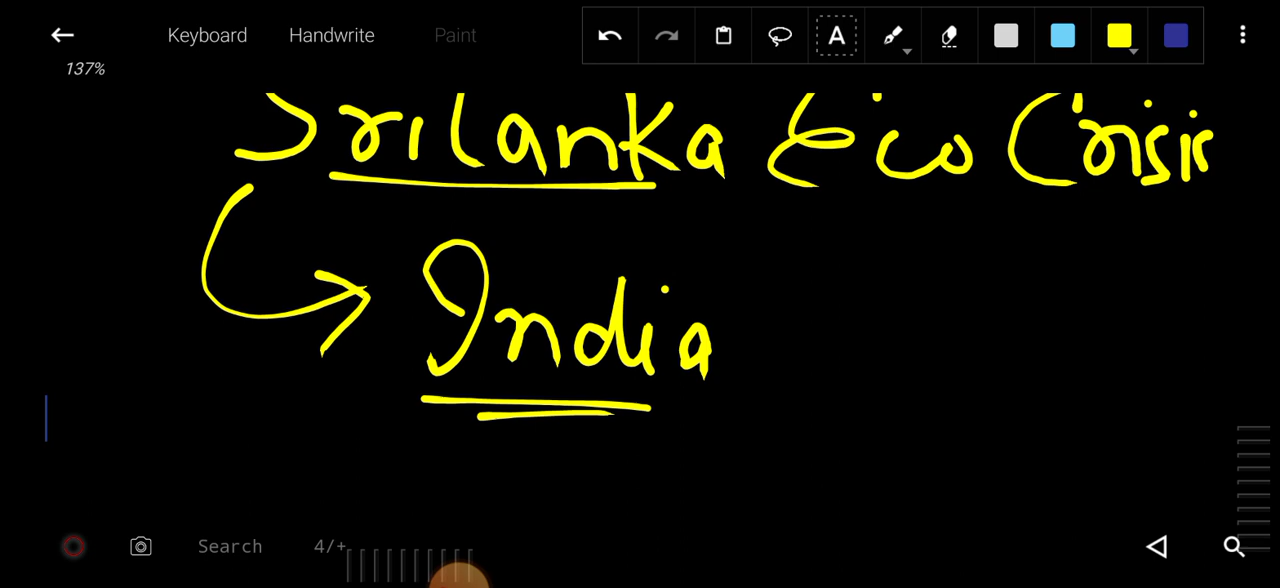 Keyboard Handwrite Paint A
137%
Srilanka Eco Crisis
India
Search 4/+